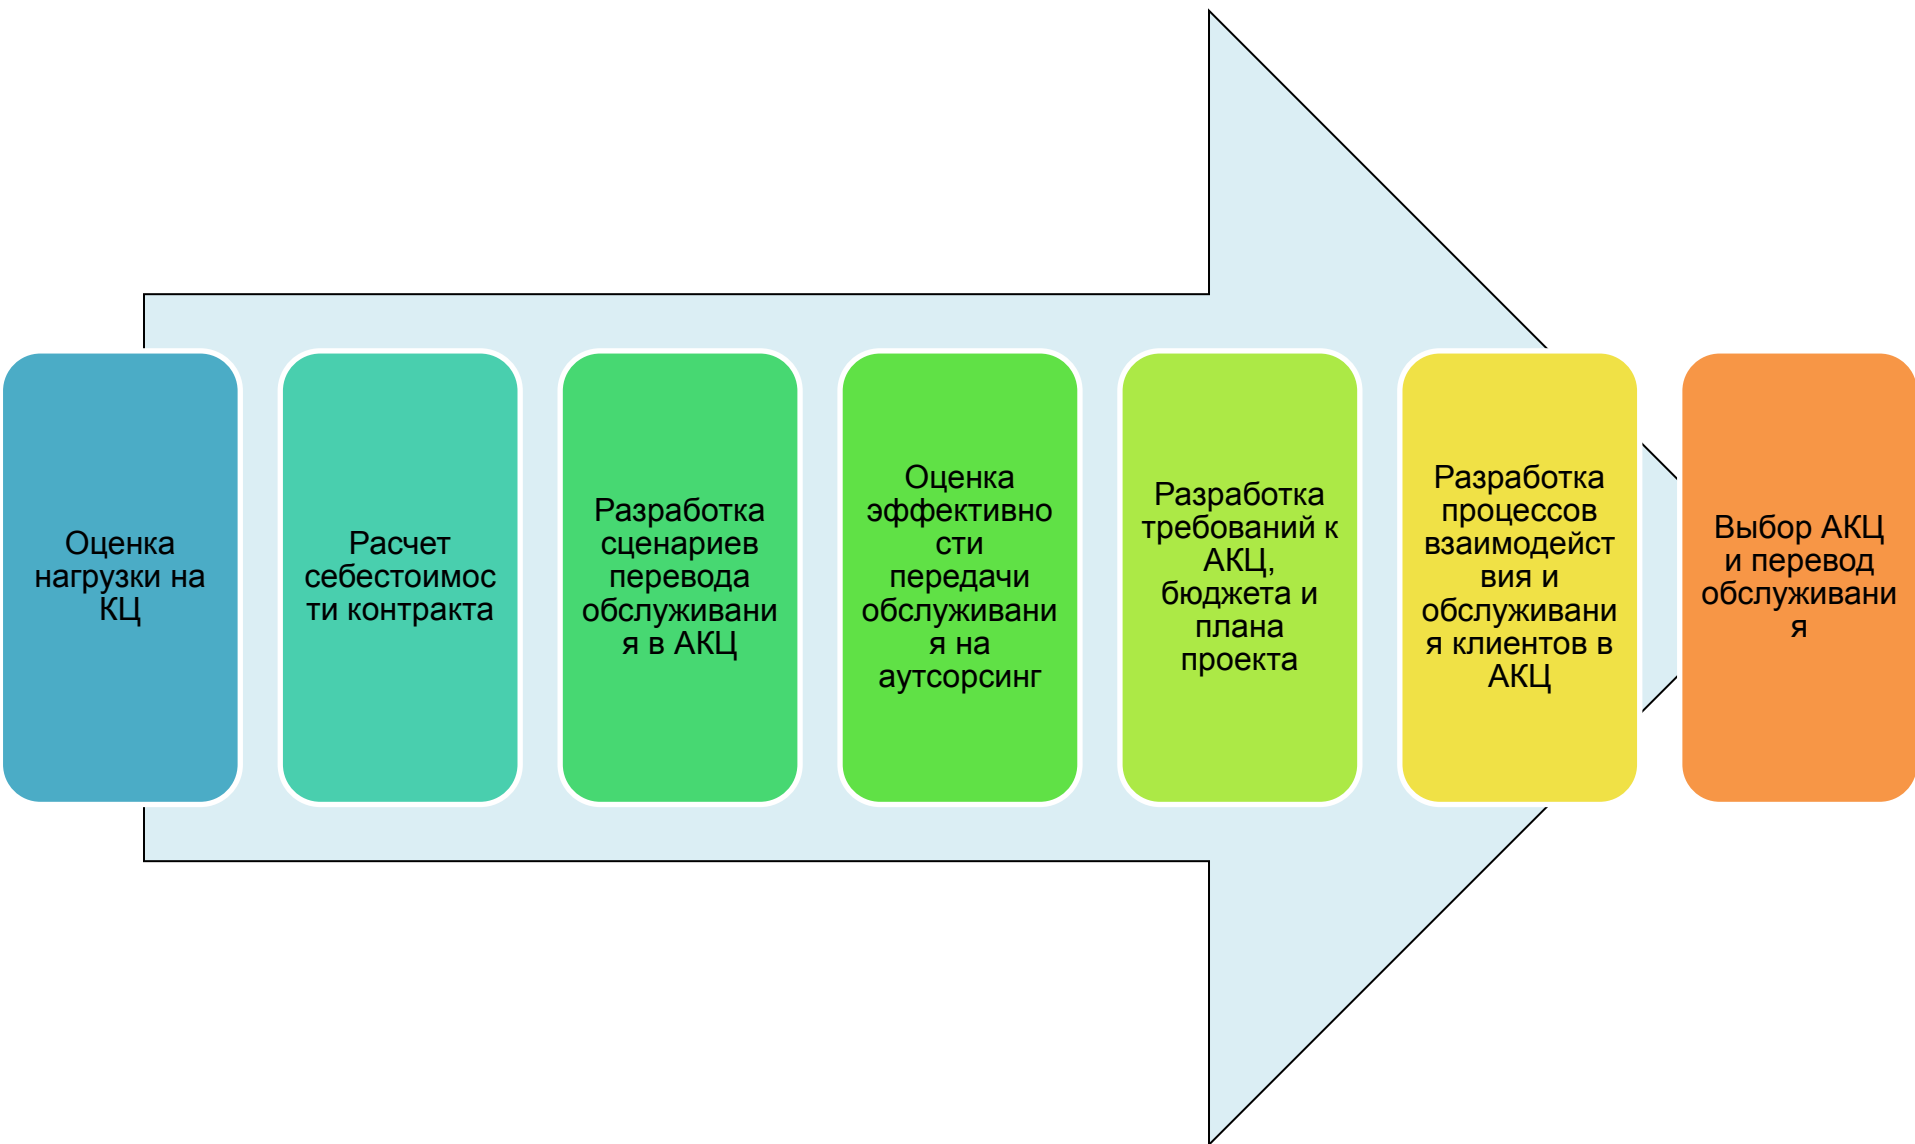 Оценка
нагрузки на
КЦ
Расчет
себестоимос
ти контракта
Разработка
сценариев
перевода
обслуживани
я в АКЦ
Оценка
эффективно
сти
передачи
обслуживани
я на
аутсорсинг
Разработка
требований к
АКЦ,
бюджета и
плана
проекта
Разработка
процессов
взаимодейст
вия и
обслуживани
я клиентов в
АКЦ
Выбор АКЦ
и перевод
обслуживани
я